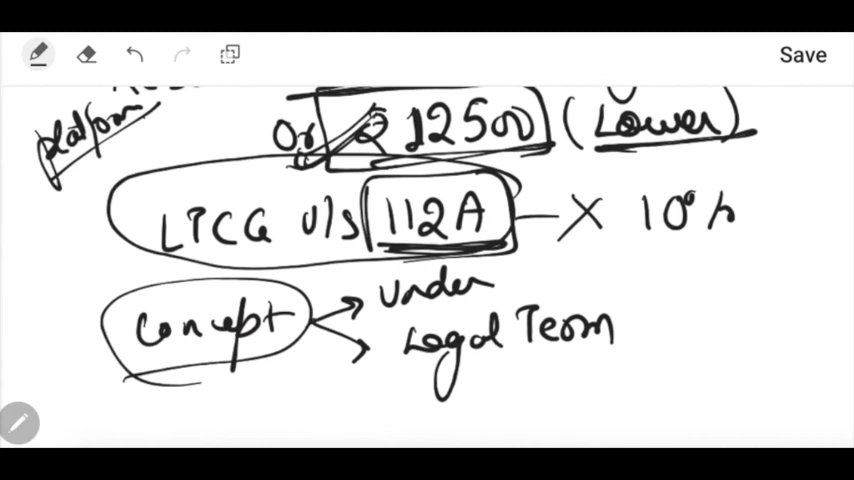 Save
platform
Or ₹ 12500 (Lower)
LTCG u/s 112A - X 10%
Concept → Under
→ Legal Term